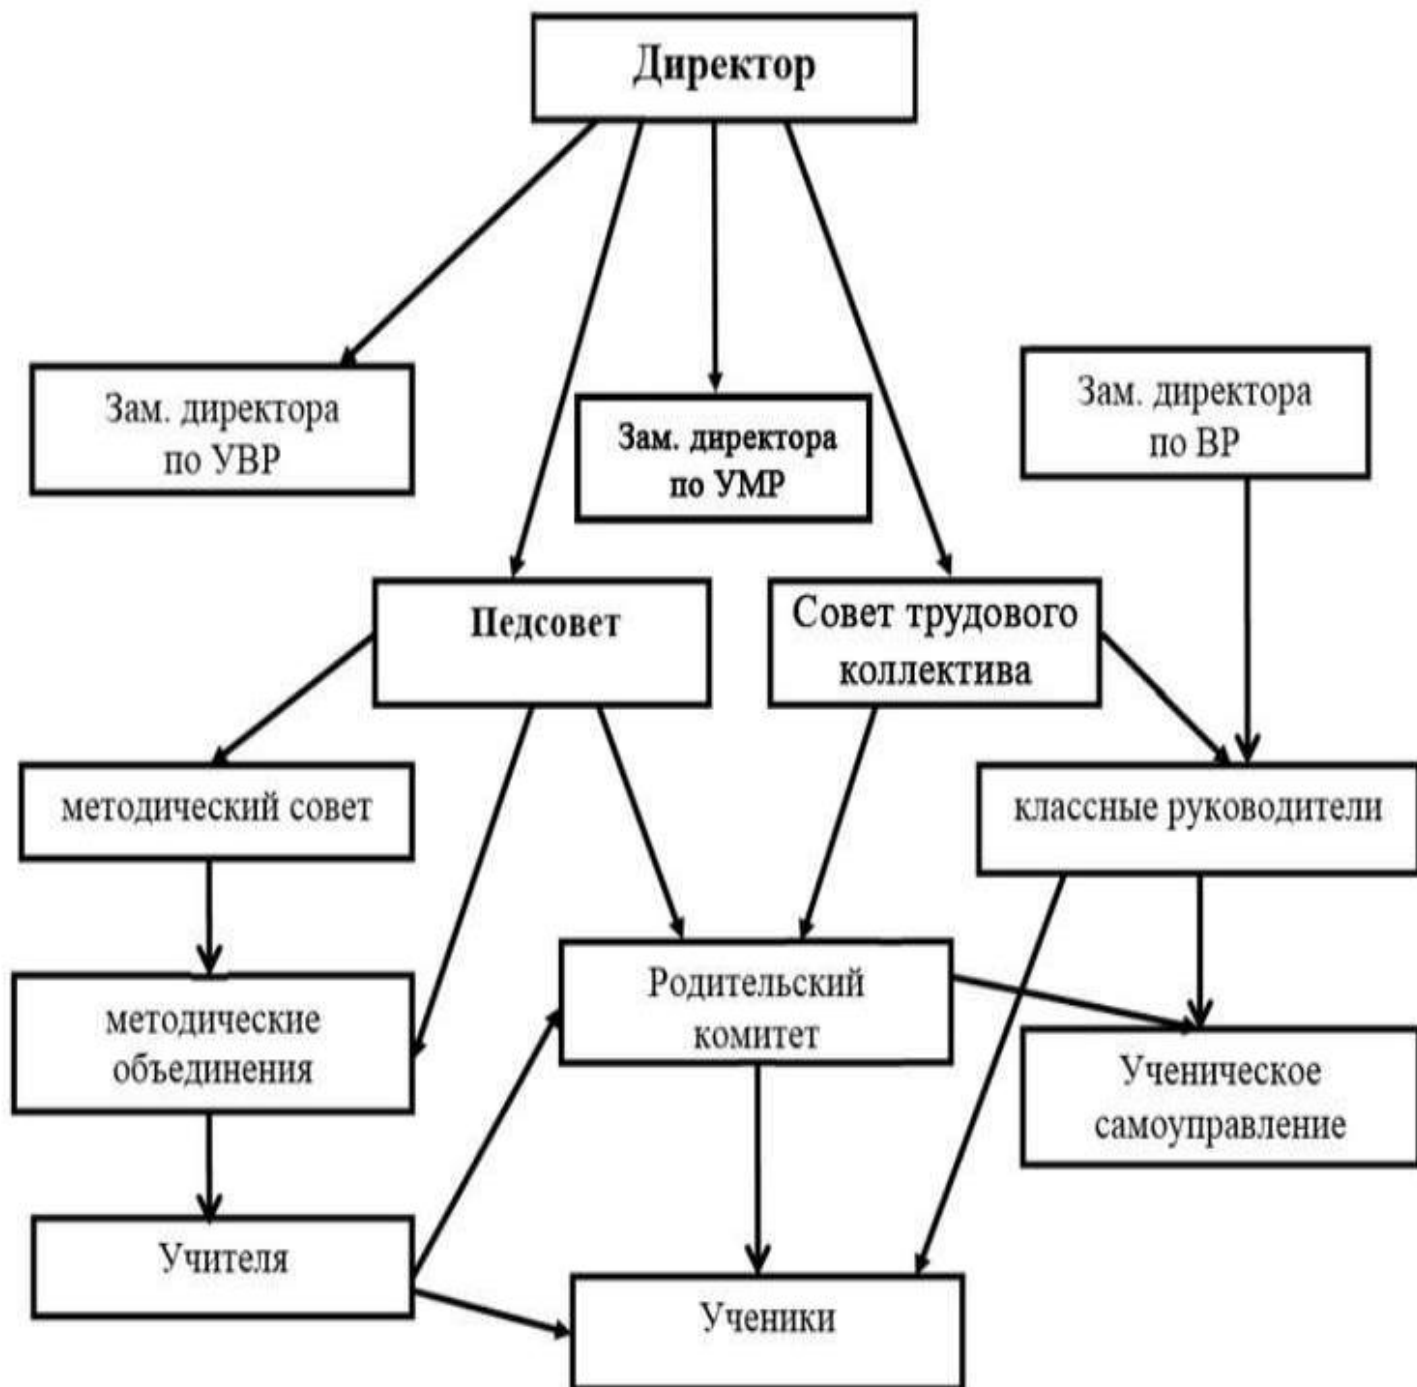 Директор
Зам. директора
по УВР
Зам. директора
по УМР
Зам. директора
по ВР
Педсовет
Совет трудового
коллектива
методический совет
классные руководители
методические
объединения
Родительский
комитет
Ученическое
самоуправление
Учителя
Ученики